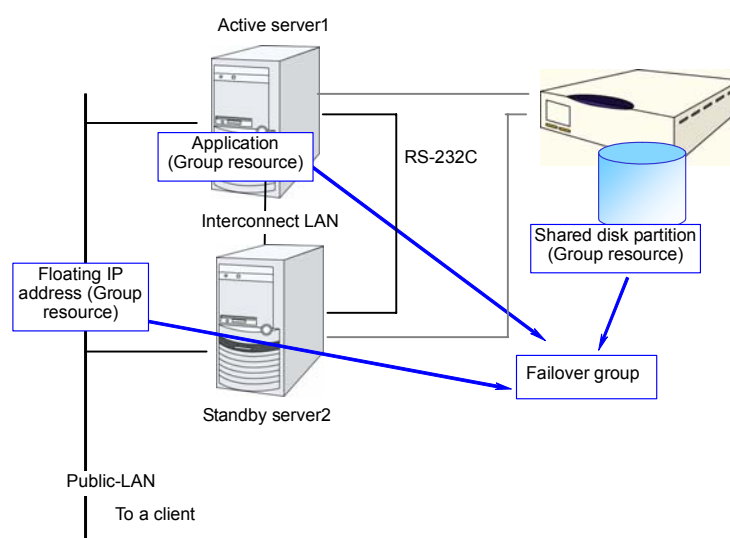 Active server1
Application
(Group resource)
RS-232C
Interconnect LAN
Shared disk partition
(Group resource)
Floating IP
address (Group
resource)
Failover group
Standby server2
Public-LAN
To a client